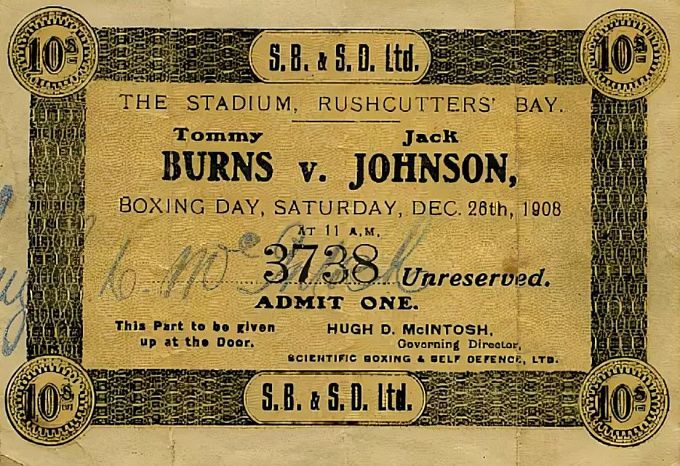 10s S. B. & S. D. Ltd. 10s
THE STADIUM, RUSHCUTTERS' BAY.
Tommy Jack
BURNS v. JOHNSON,
BOXING DAY, SATURDAY, DEC. 26th, 1908
AT 11 A.M.
3738 Unreserved.
ADMIT ONE.
This Part to be given
up at the Door.
HUGH D. McINTOSH,
Governing Director,
SCIENTIFIC BOXING & SELF DEFENCE, LTD.
10s S. B. & S. D. Ltd. 10s